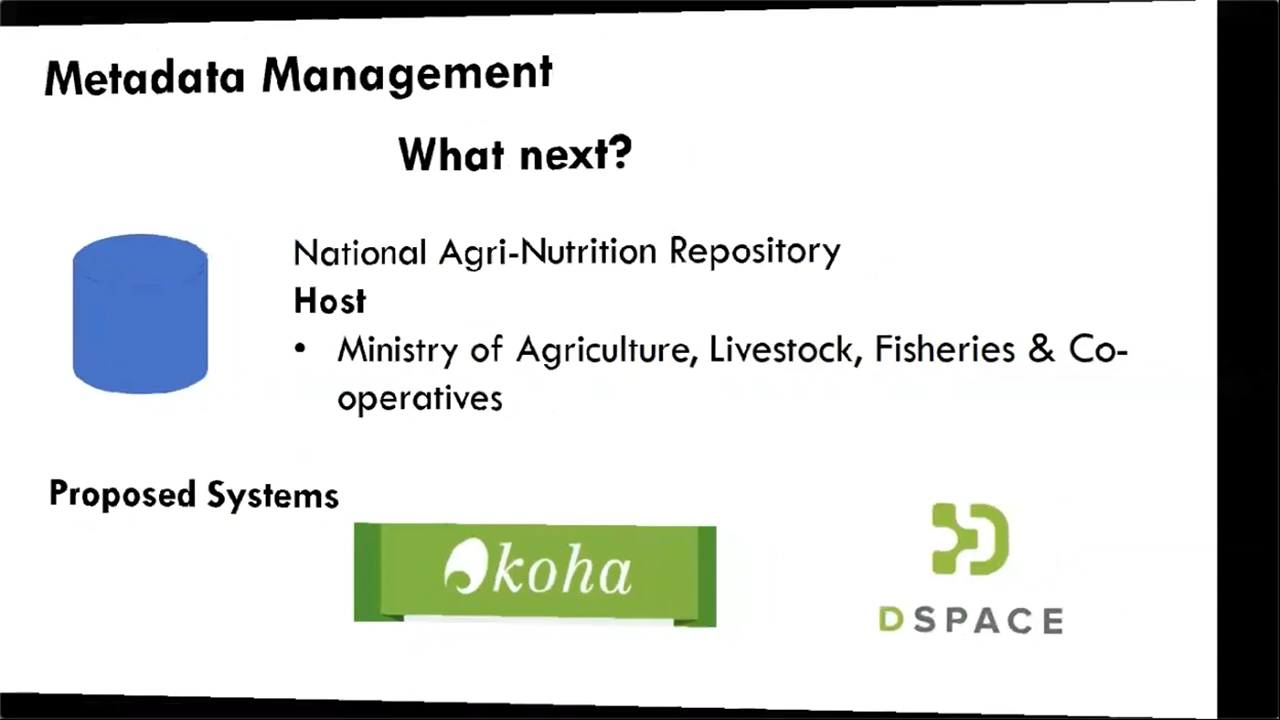 Metadata Management
What next?
National Agri-Nutrition Repository
Host
• Ministry of Agriculture, Livestock, Fisheries & Co-
operatives
Proposed Systems
koha
DSPACE